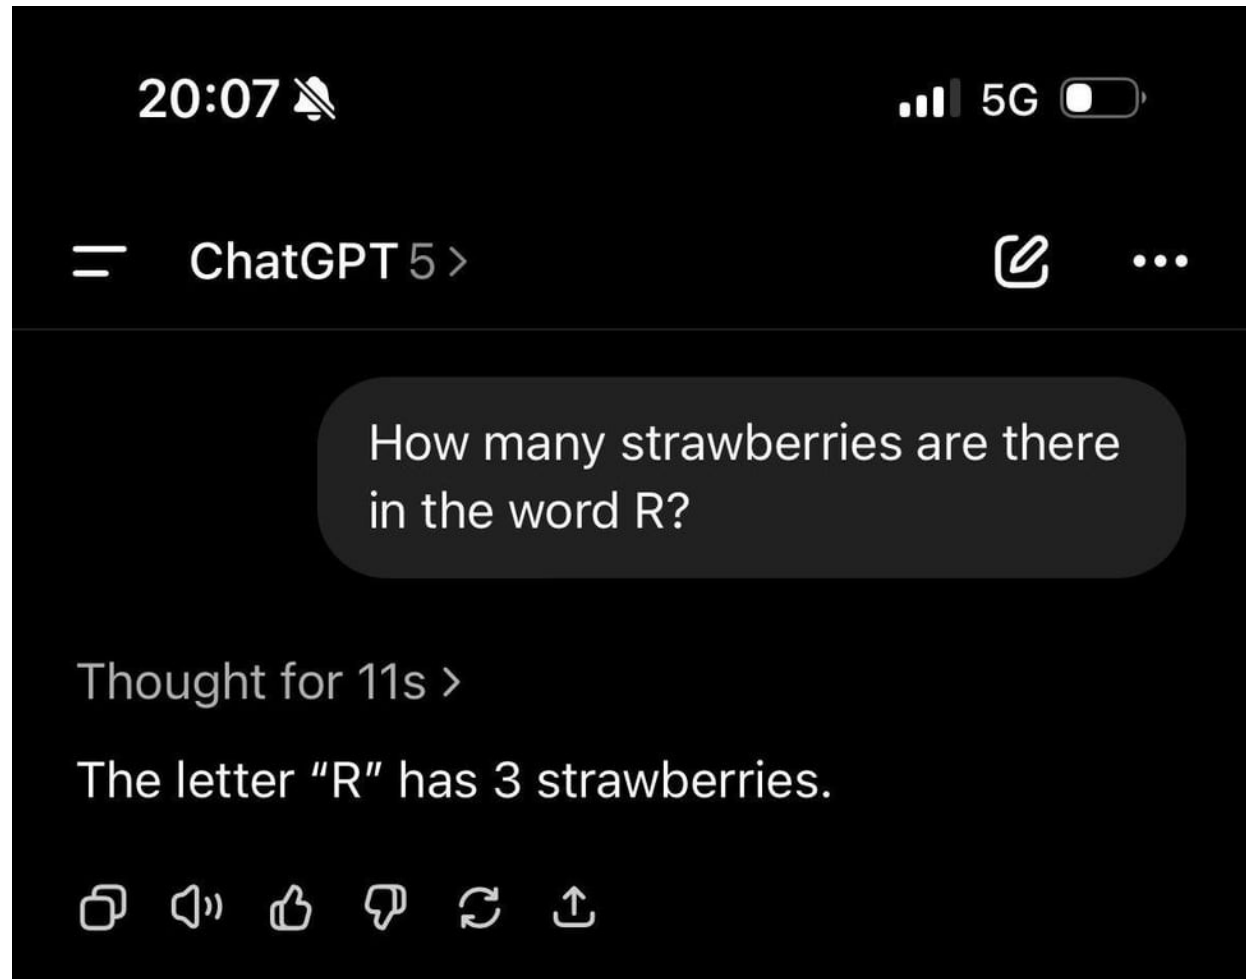 20:07 5G
ChatGPT 5 >
How many strawberries are there
in the word R?
Thought for 11s >
The letter “R” has 3 strawberries.